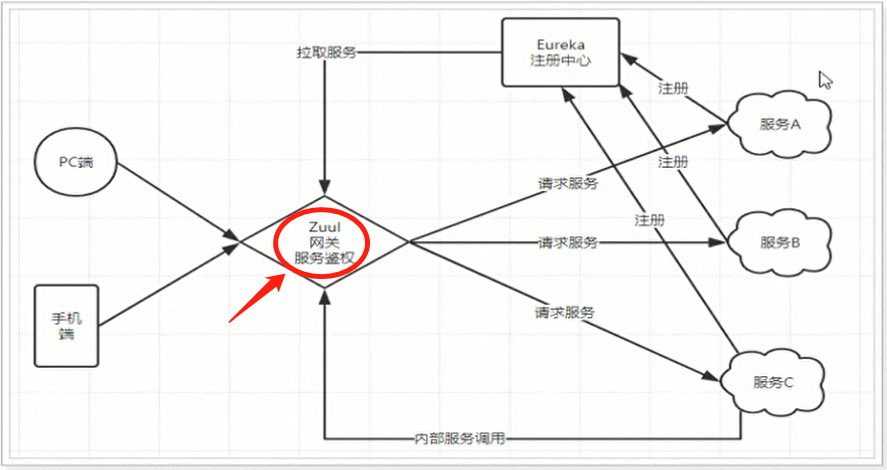 Eureka
注册中心
拉取服务
注册
服务A
PC端
注册
请求服务
注册
Zuul
网关
服务鉴权
请求服务
服务B
手机
端
请求服务
服务C
内部服务调用